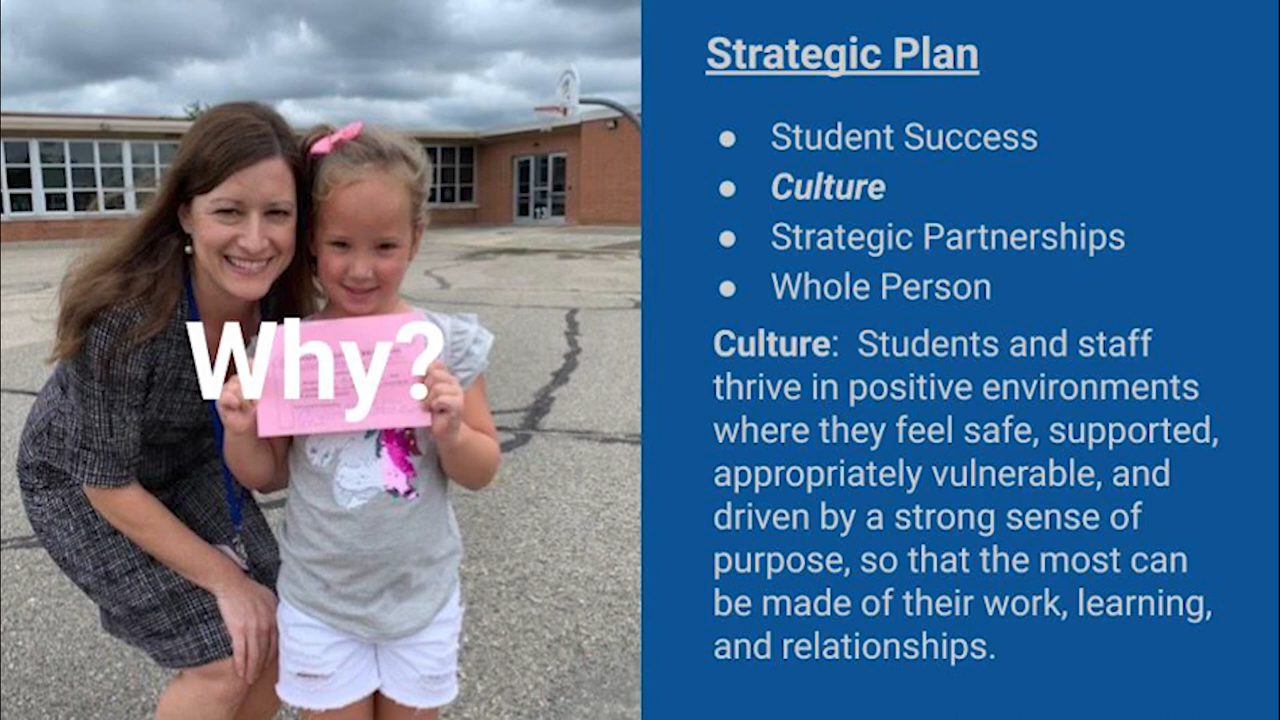 Why?
Strategic Plan
● Student Success
● Culture
● Strategic Partnerships
● Whole Person
Culture: Students and staff
thrive in positive environments
where they feel safe, supported,
appropriately vulnerable, and
driven by a strong sense of
purpose, so that the most can
be made of their work, learning,
and relationships.